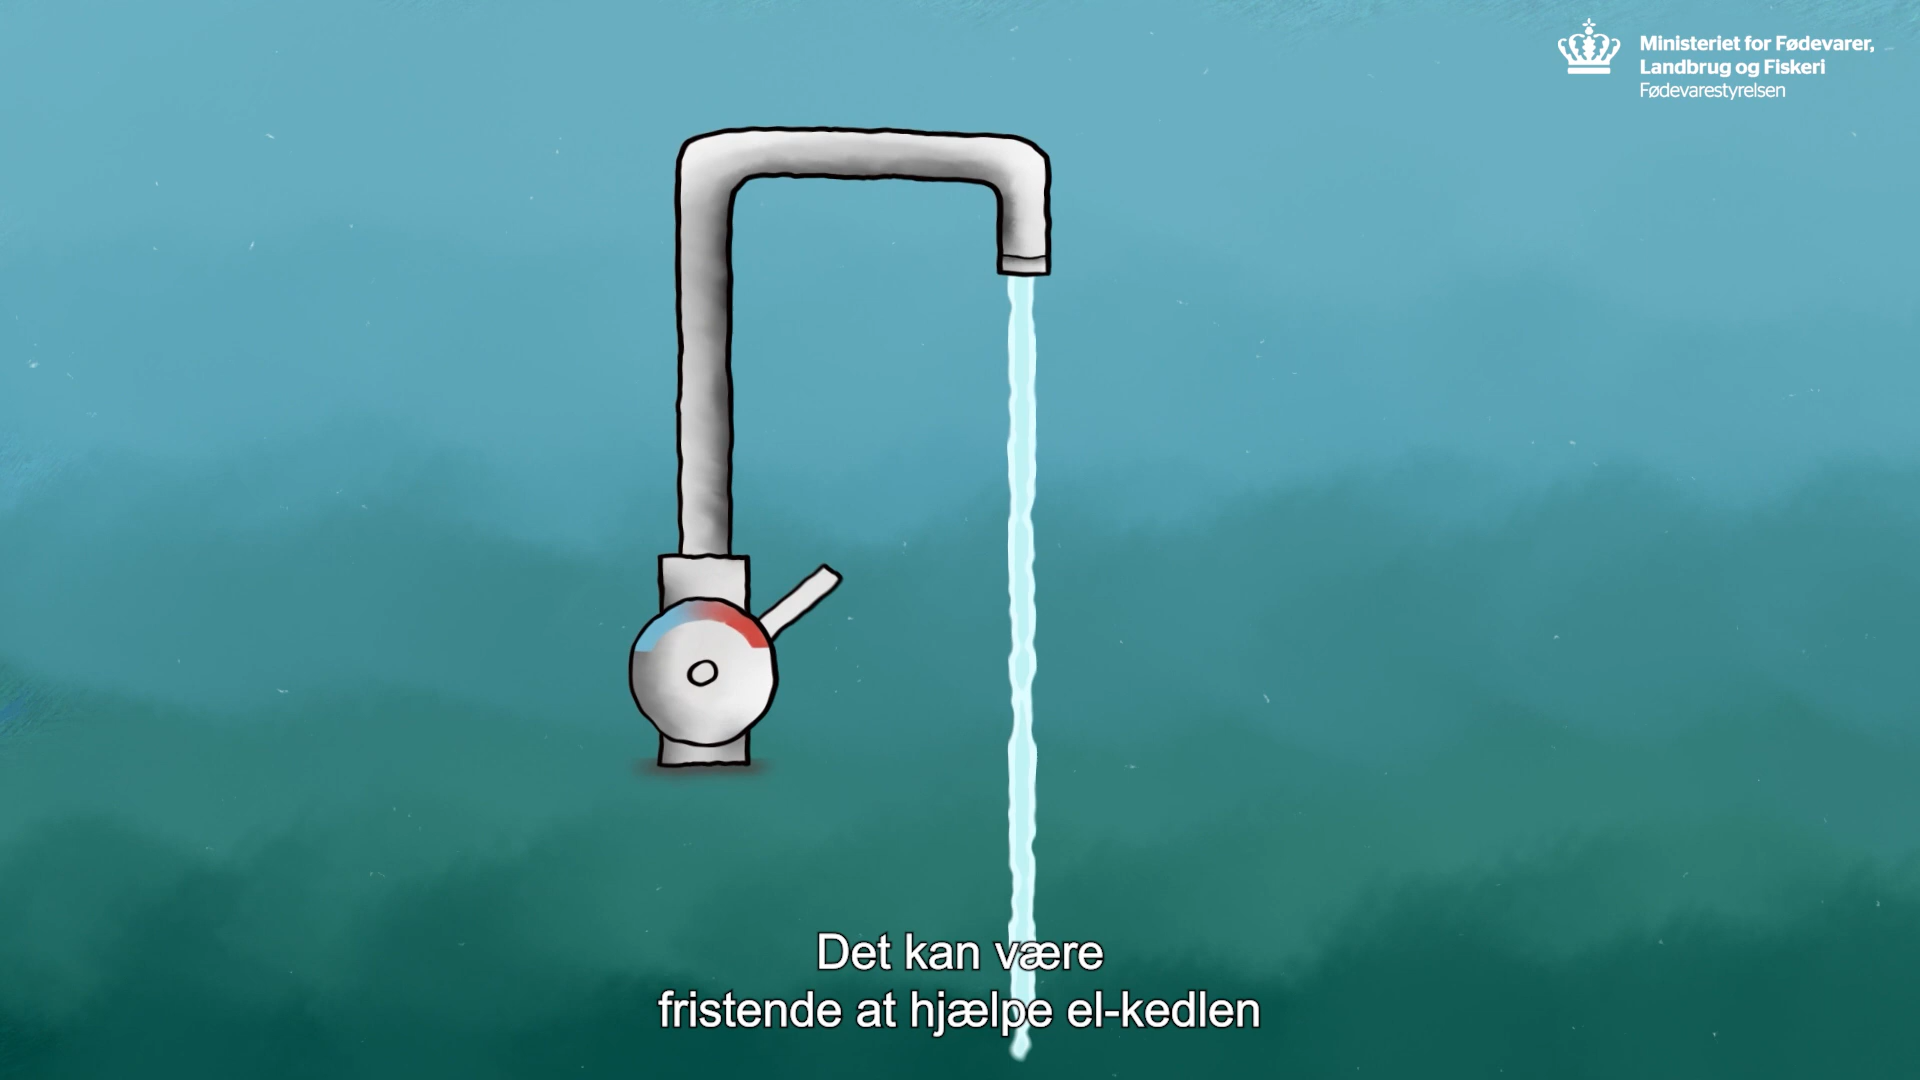 Ministeriet for Fødevarer,
Landbrug og Fiskeri
Fødevarestyrelsen
Det kan være
fristende at hjælpe el-kedlen